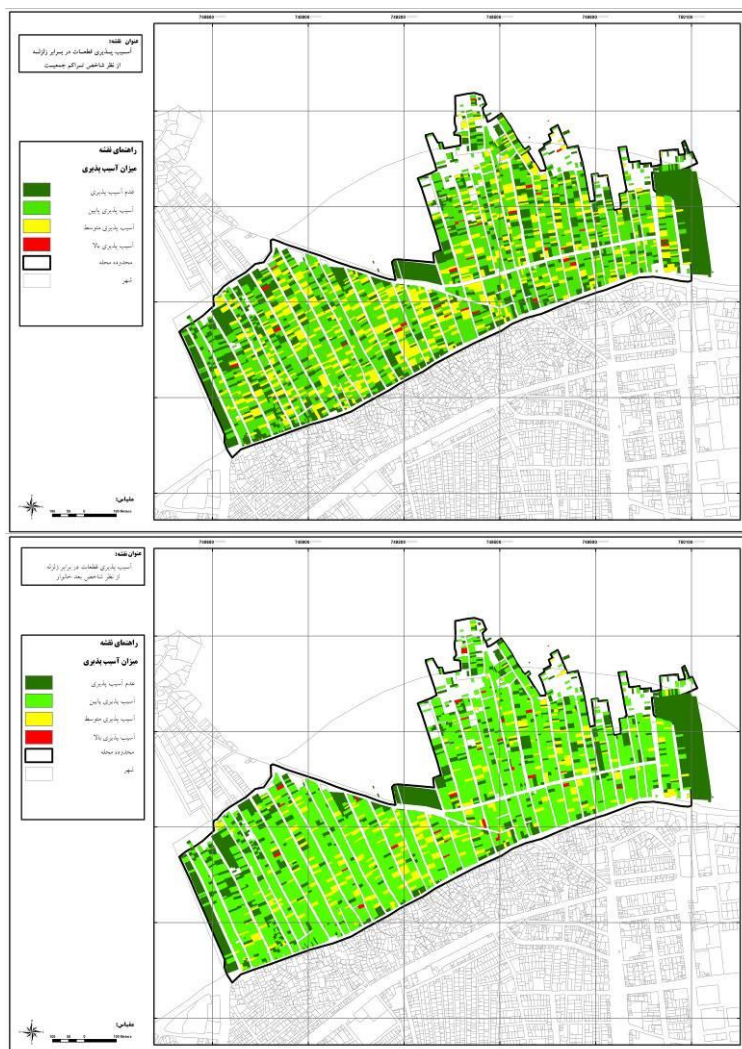 عنوان نقشه:
آسیب پذیری قطعات در برابر زلزله
از نظر شاخص تراکم جمعیت
راهنمای نقشه
میزان آسیب پذیری
عدم آسیب پذیری
آسیب پذیری پایین
آسیب پذیری متوسط
آسیب پذیری بالا
محدوده محله
شهر
مقیاس:
عنوان نقشه:
آسیب پذیری قطعات در برابر زلزله
از نظر شاخص بعد خانوار
راهنمای نقشه
میزان آسیب پذیری
عدم آسیب پذیری
آسیب پذیری پایین
آسیب پذیری متوسط
آسیب پذیری بالا
محدوده محله
شهر
مقیاس: